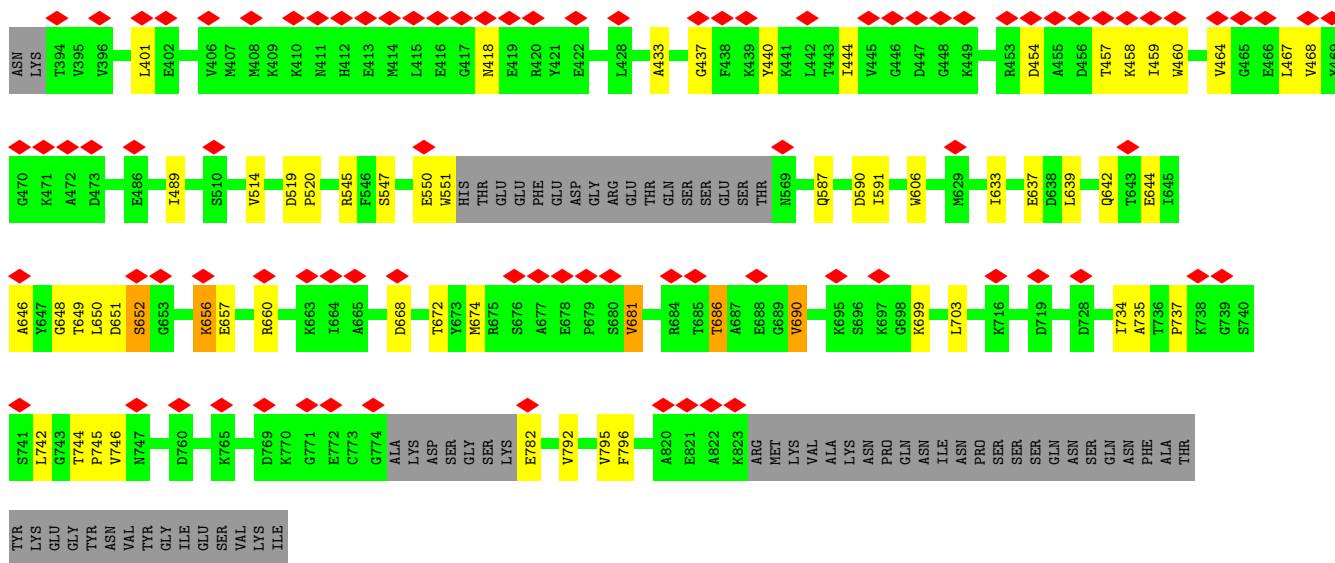 ASN LYS T394 V395 V396 L401 E402 V406 M407 M408 K409 K410 N411 H412 E413 M414 L415 E416 G417 N418 E419 R420 Y421 E422 L428 A433 G437 F438 K439 Y440 K441 L442 T443 I444 V445 G446 D447 G448 K449 R453 D454 A455 D456 T457 K458 I459 W460 V464 G465 E466 L467 V468
G470 K471 A472 D473 E486 I489 S510 V514 D519 P520 R545 F546 S547 E550 W551 HIS THR GLU GLU PHE GLU ASP GLY ARG GLU THR GLN SER SER GLU SER THR N569 Q587 D590 I591 W606 M629 I633 E637 D638 L639 Q642 T643 E644 I645
A646 Y647 G648 T649 L650 D651 S652 G653 K656 E657 R660 K663 I664 A665 D668 T672 Y673 M674 R675 S676 A677 E678 P679 S680 V681 R684 T685 T686 A687 E688 G689 V690 K695 S696 K697 G698 K699 L703 K716 D719 D728 I734 A735 T736 P737 K738 G739 S740
S741 L742 G743 T744 P745 V746 N747 D760 K765 D769 K770 G771 E772 C773 G774 ALA LYS ASP SER GLY SER LYS E782 V792 V795 F796 A820 E821 A822 K823 ARG MET LYS VAL ALA LYS ASN PRO GLN ASN ILE ASN PRO SER SER SER GLN ASN SER GLN ASN PHE ALA THR
TYR LYS GLU GLY TYR ASN VAL TYR GLY ILE GLU SER VAL LYS ILE